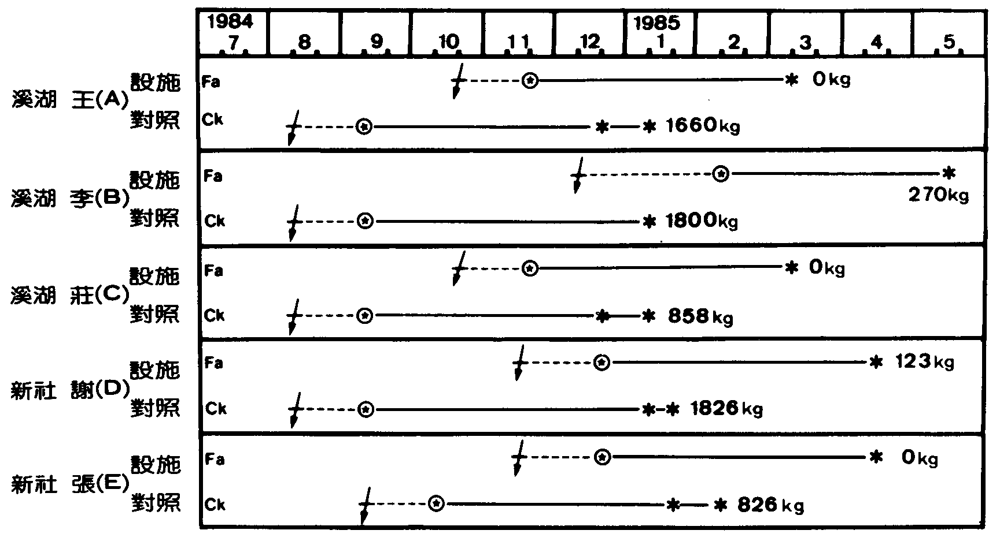 1984 1985
7 8 9 10 11 12 1 2 3 4 5
設施 Fa 0kg
溪湖 王(A)
對照 Ck 1660kg
設施 Fa
270kg
溪湖 李(B)
對照 Ck 1800kg
設施 Fa 0kg
溪湖 莊(C)
對照 Ck 858kg
設施 Fa 123kg
新社 謝(D)
對照 Ck 1826kg
設施 Fa 0kg
新社 張(E)
對照 Ck 826kg